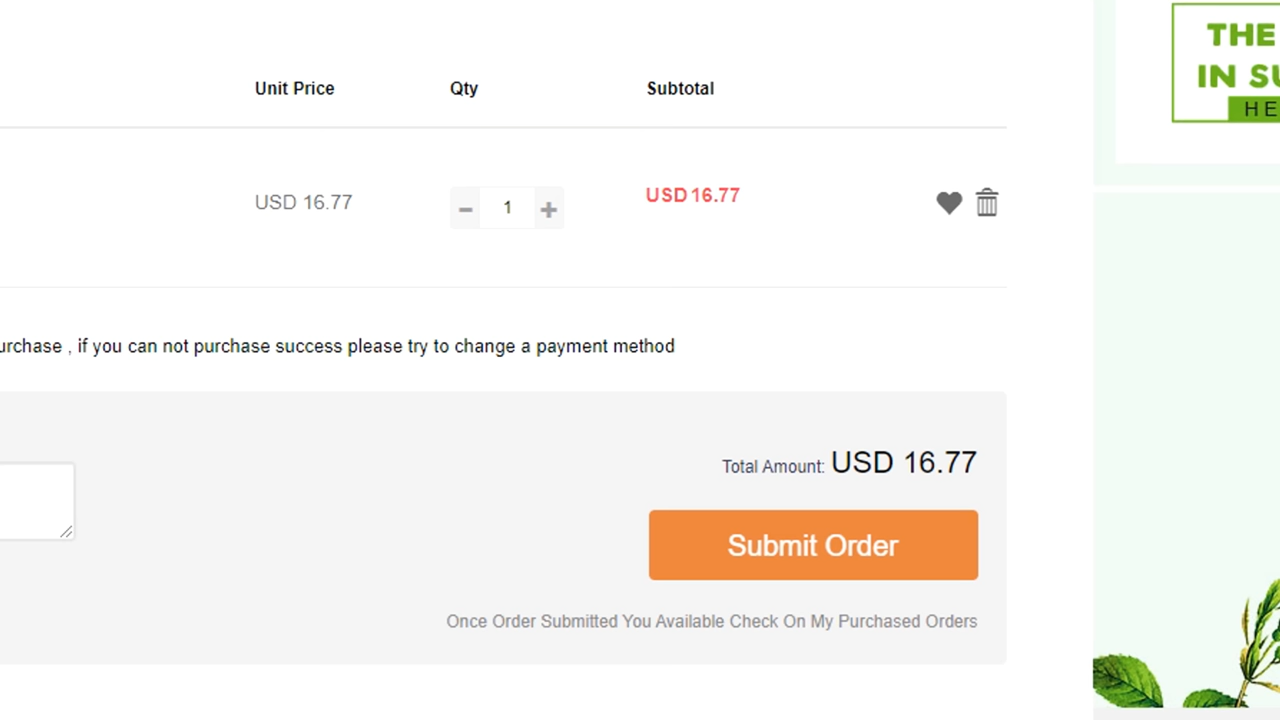 THE
IN SU
HE
Unit Price Qty Subtotal
USD 16.77 1 USD 16.77
urchase , if you can not purchase success please try to change a payment method
Total Amount: USD 16.77
Submit Order
Once Order Submitted You Available Check On My Purchased Orders